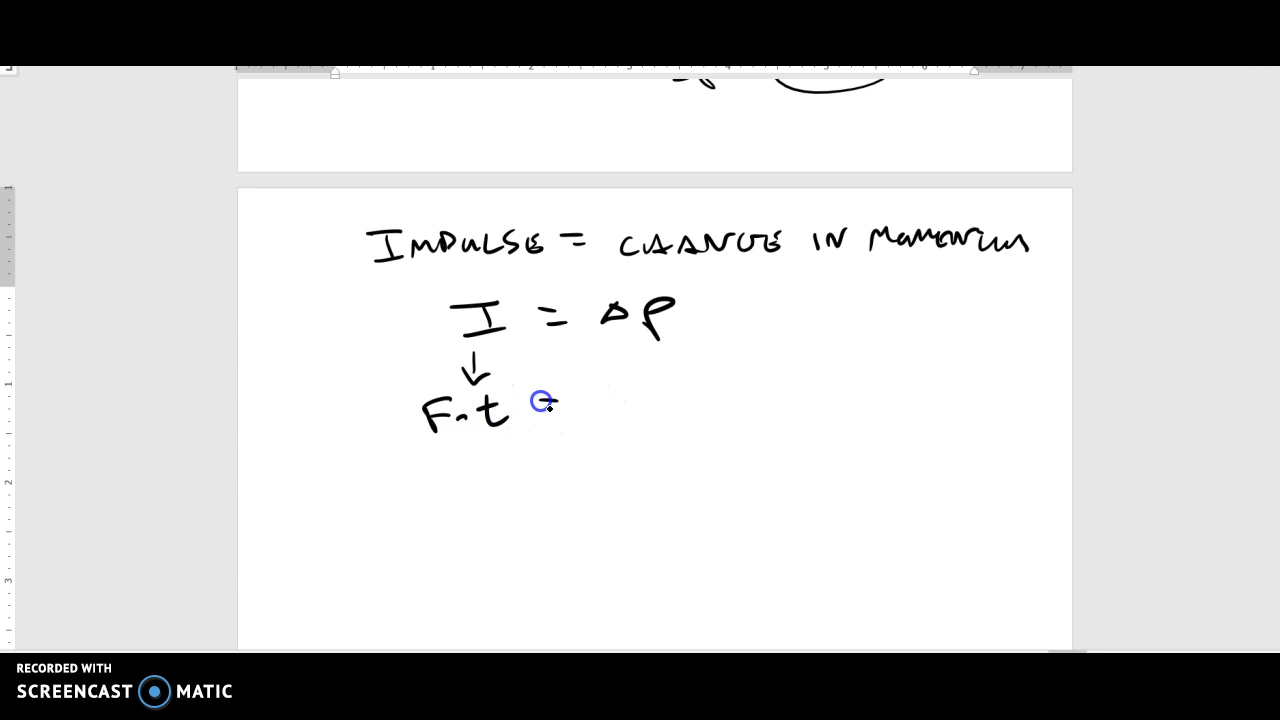 IMPULSE = CHANGE IN MOMENTUM
I = ΔP
↓
F·t =
RECORDED WITH
SCREENCAST MATIC